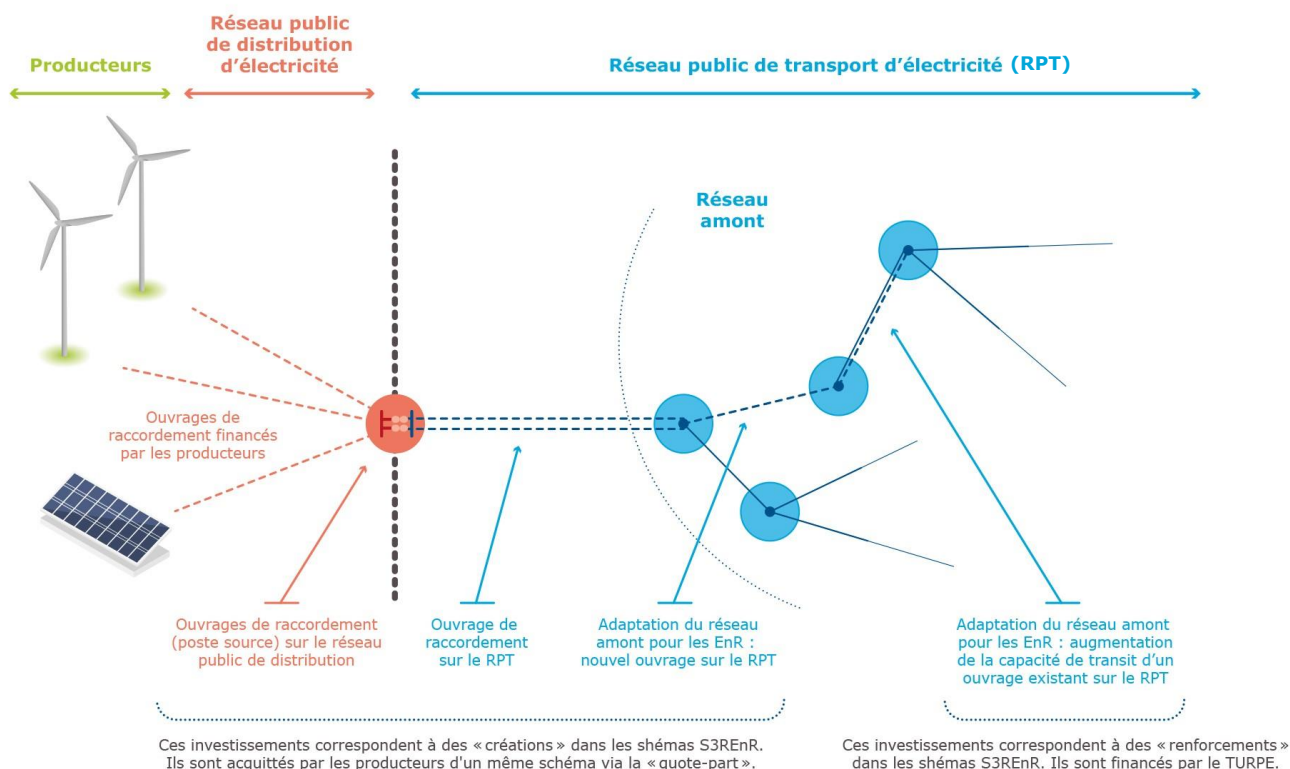 Producteurs
Réseau public
de distribution
d’électricité
Réseau public de transport d’électricité (RPT)
Réseau
amont
Ouvrages de
raccordement financés
par les producteurs
Ouvrages de raccordement
(poste source) sur le réseau
public de distribution
Ouvrage de
raccordement
sur le RPT
Adaptation du réseau
amont pour les EnR :
nouvel ouvrage sur le RPT
Adaptation du réseau amont
pour les EnR : augmentation
de la capacité de transit d’un
ouvrage existant sur le RPT
Ces investissements correspondent à des « créations » dans les shémas S3REnR.
Ils sont acquittés par les producteurs d'un même schéma via la « quote-part ».
Ces investissements correspondent à des « renforcements »
dans les shémas S3REnR. Ils sont financés par le TURPE.